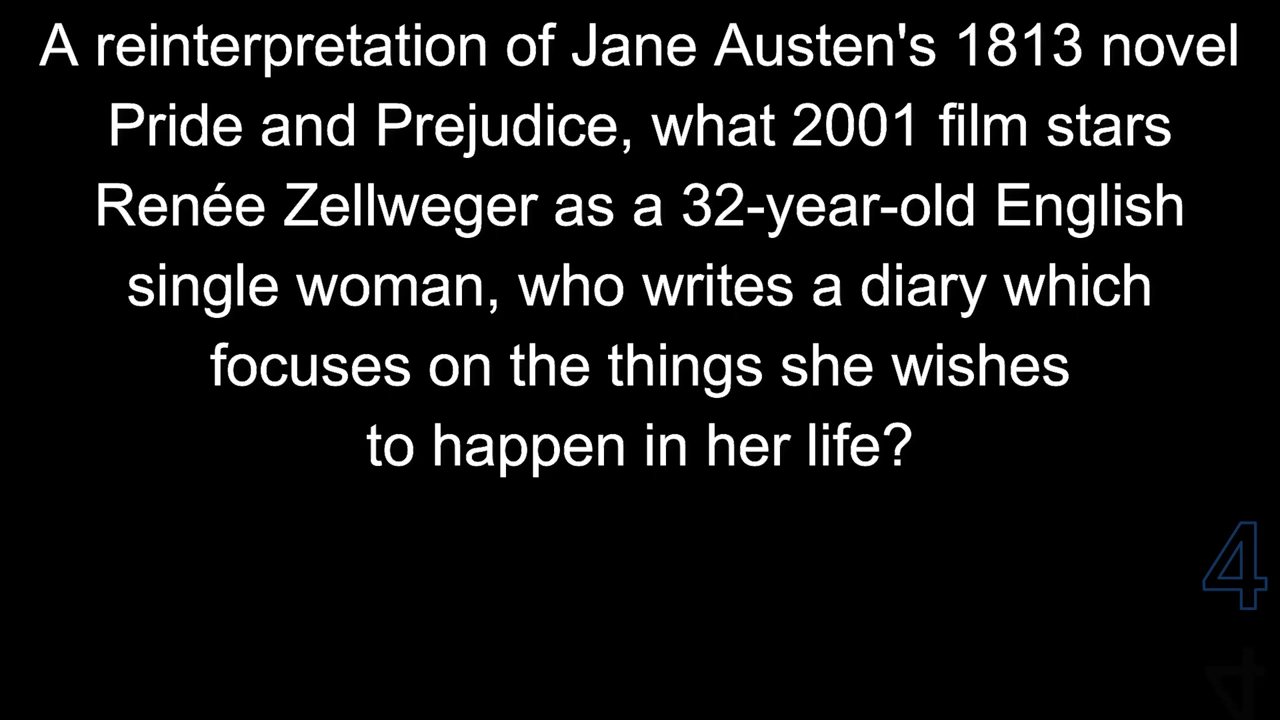 A reinterpretation of Jane Austen's 1813 novel
Pride and Prejudice, what 2001 film stars
Renée Zellweger as a 32-year-old English
single woman, who writes a diary which
focuses on the things she wishes
to happen in her life?
4